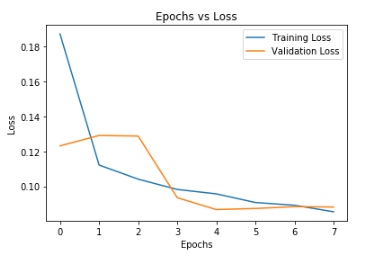 Epochs vs Loss
Training Loss
Validation Loss
0.18
0.16
0.14
0.12
0.10
Loss
0 1 2 3 4 5 6 7
Epochs